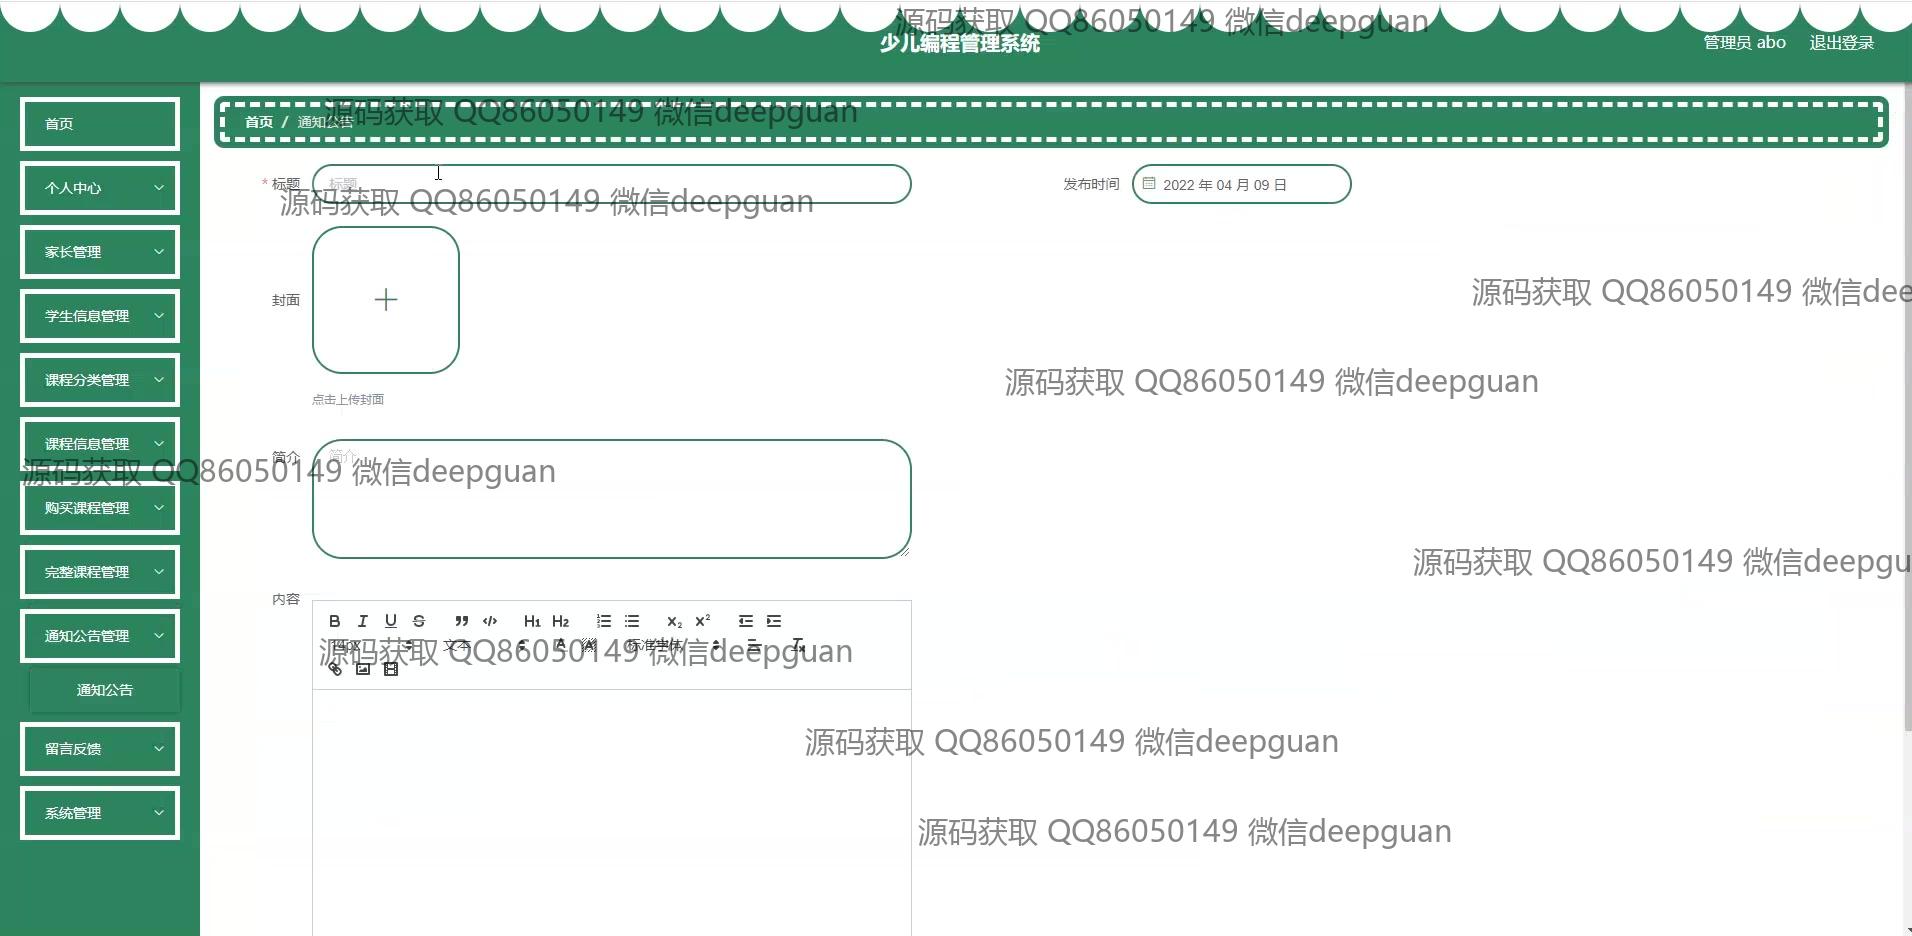 源码获取 QQ86050149 微信deepguan
少儿编程管理系统
管理员 abo
退出登录
首页
个人中心
家长管理
学生信息管理
课程分类管理
课程信息管理
购买课程管理
完整课程管理
通知公告管理
通知公告
留言反馈
系统管理
源码获取 QQ86050149 微信deepguan
首页 / 通知公告
* 标题
标题
发布时间
2022 年 04 月 09 日
源码获取 QQ86050149 微信deepguan
封面
源码获取 QQ86050149 微信dee
源码获取 QQ86050149 微信deepguan
点击上传封面
简介
简介
源码获取 QQ86050149 微信deepguan
源码获取 QQ86050149 微信deepgu
内容
B I U S H1 H2 X2 X2
14px 文本 A A 标准字体 Tx
源码获取 QQ86050149 微信deepguan
源码获取 QQ86050149 微信deepguan
源码获取 QQ86050149 微信deepguan